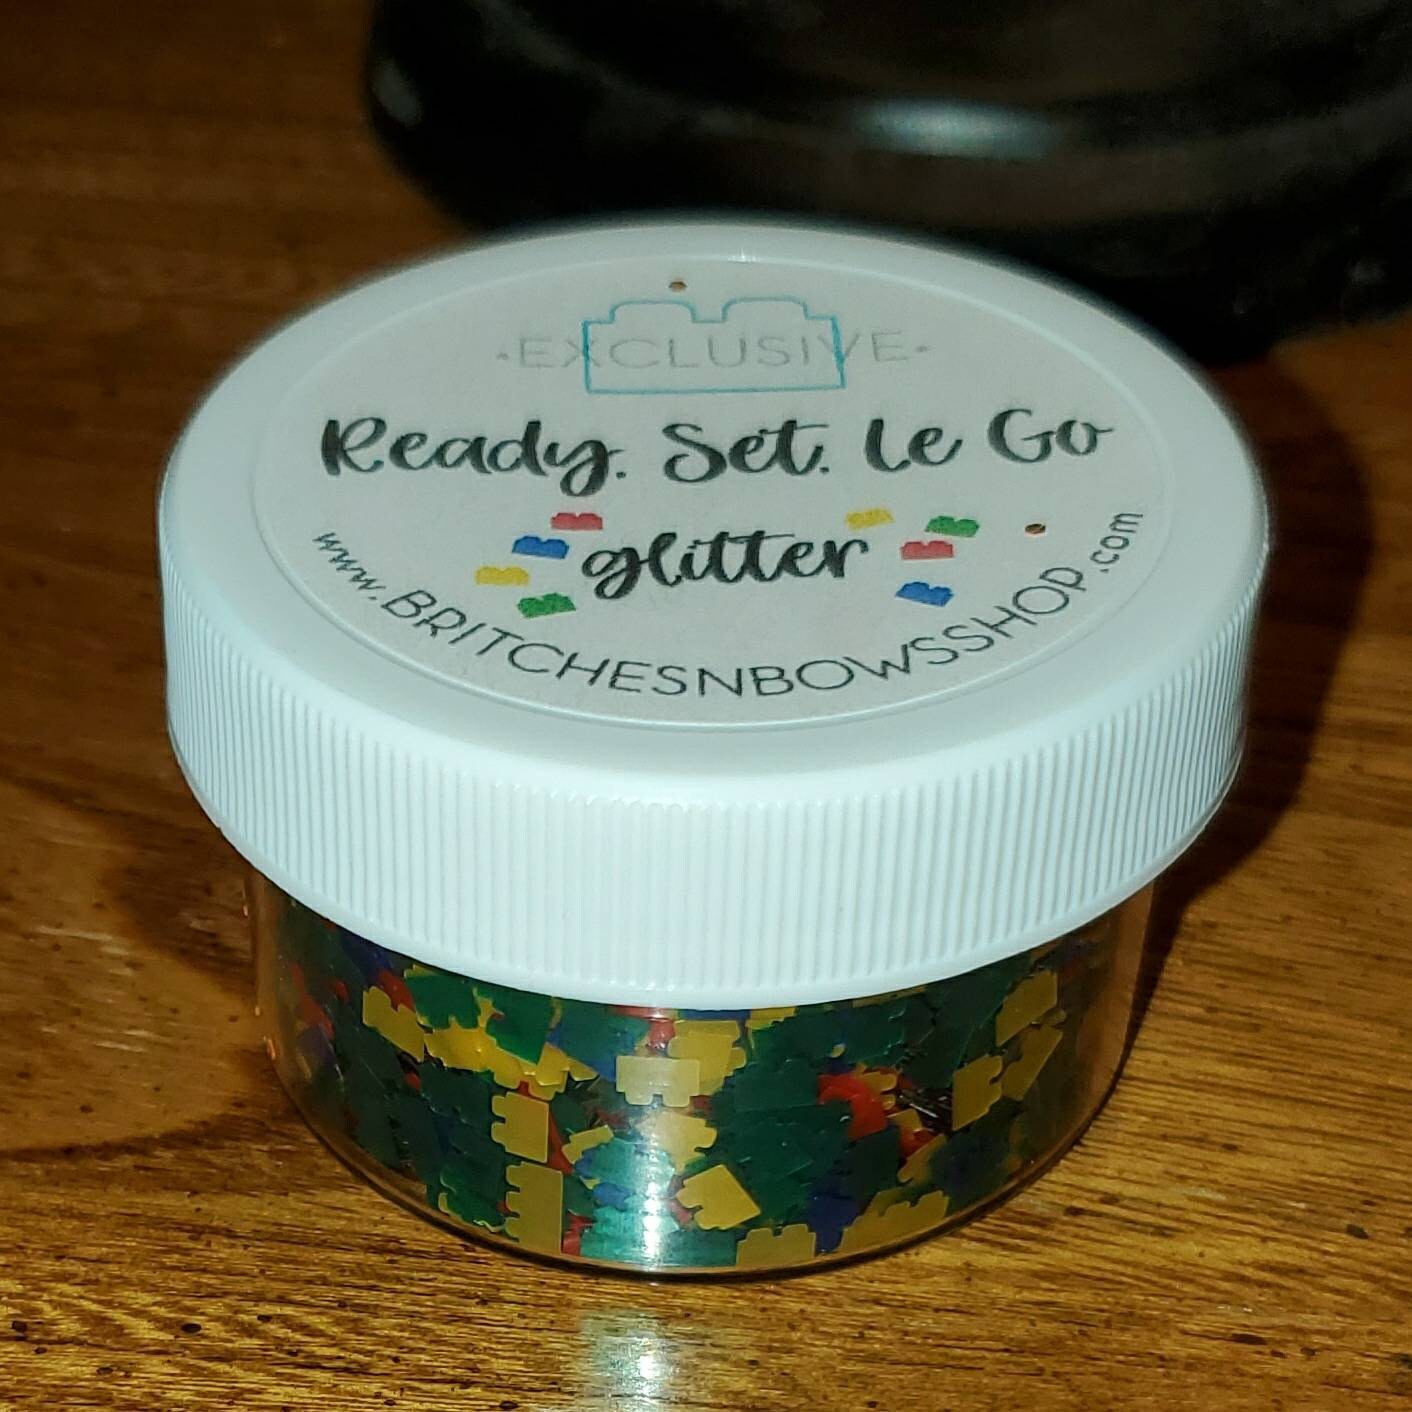 ·EXCLUSIVE·
Ready. Set. Le Go
glitter
www.BRITCHESNBOWSSHOP.com